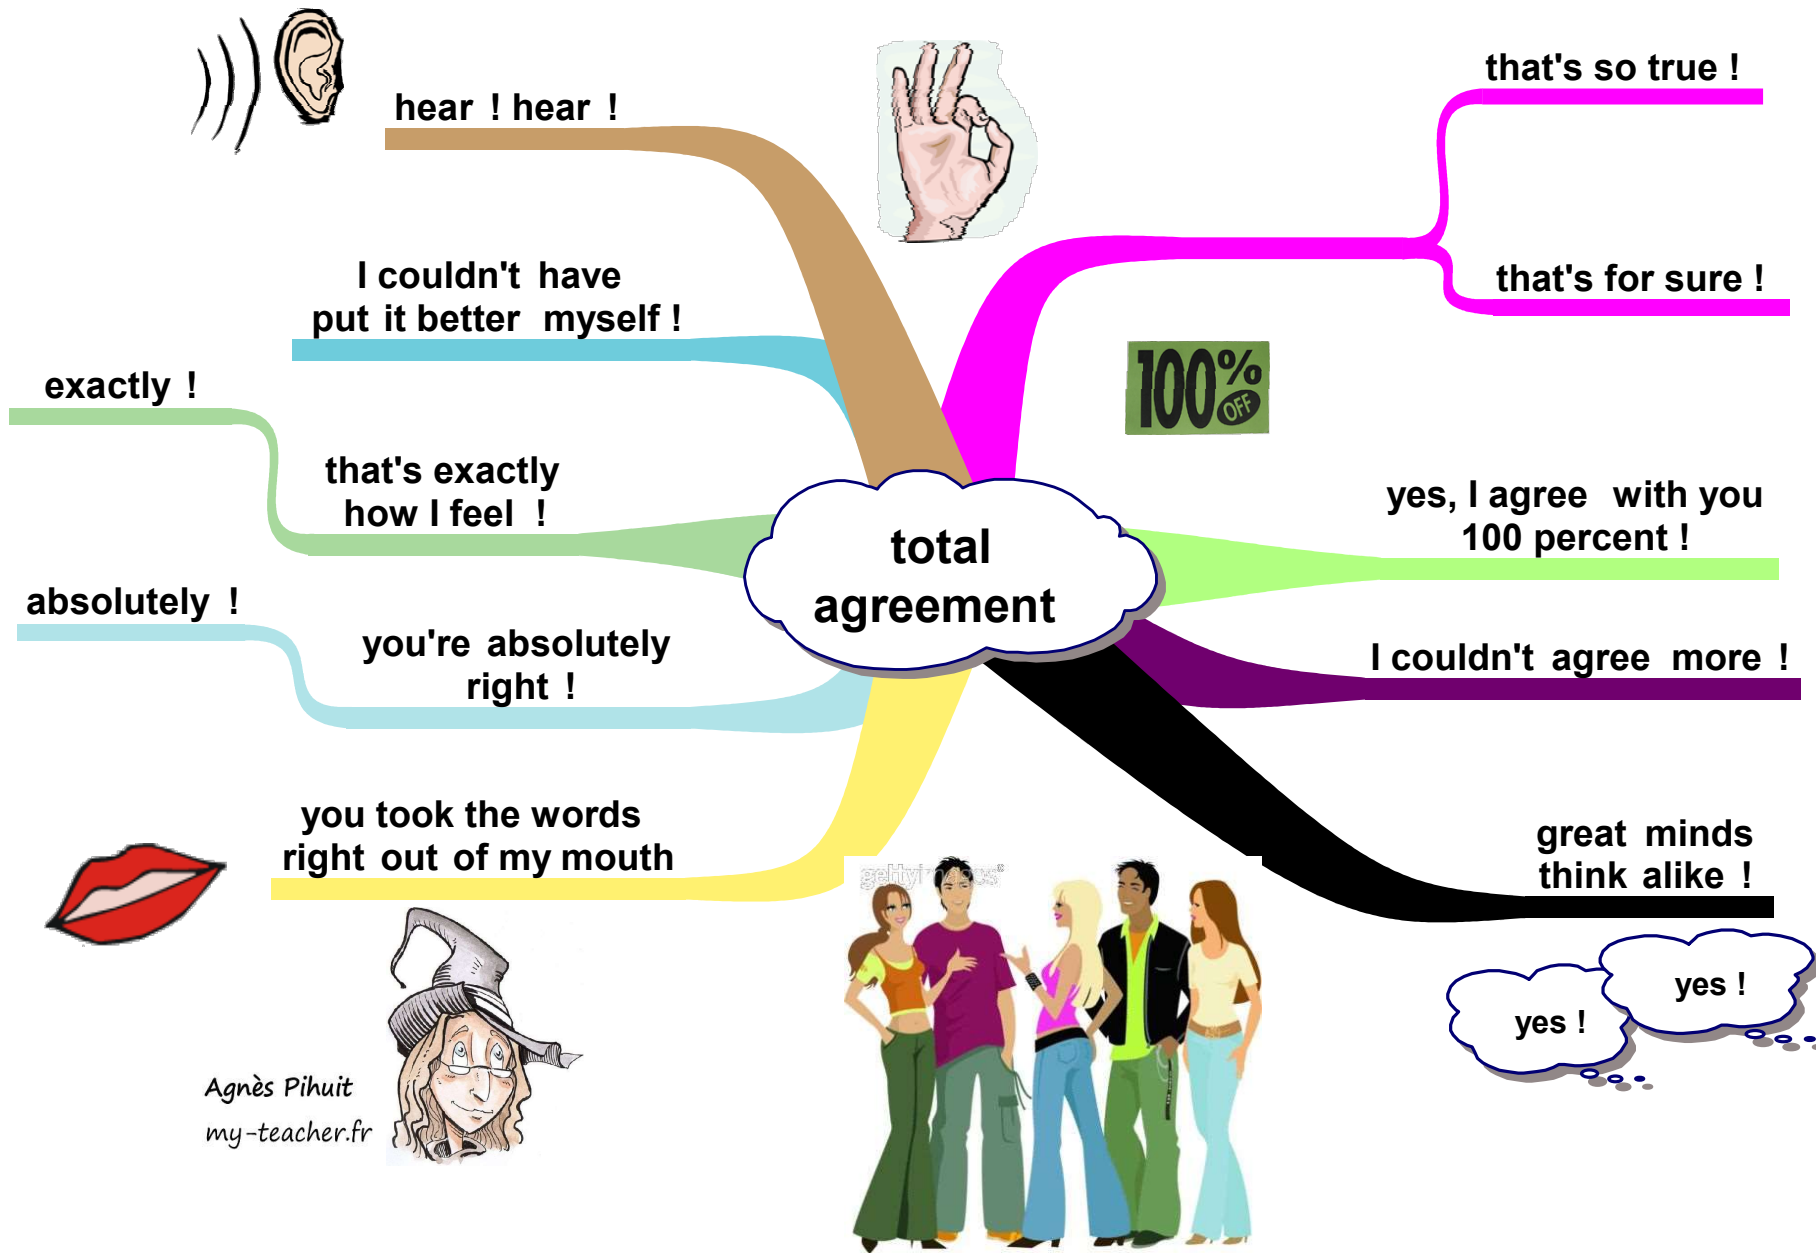 hear ! hear !
that's so true !
that's for sure !
I couldn't have
put it better myself !
100%
OFF
exactly !
that's exactly
how I feel !
yes, I agree with you
100 percent !
total
agreement
absolutely !
you're absolutely
right !
I couldn't agree more !
you took the words
right out of my mouth
great minds
think alike !
gettyimages®
yes !
yes !
Agnès Pihuit
my-teacher.fr